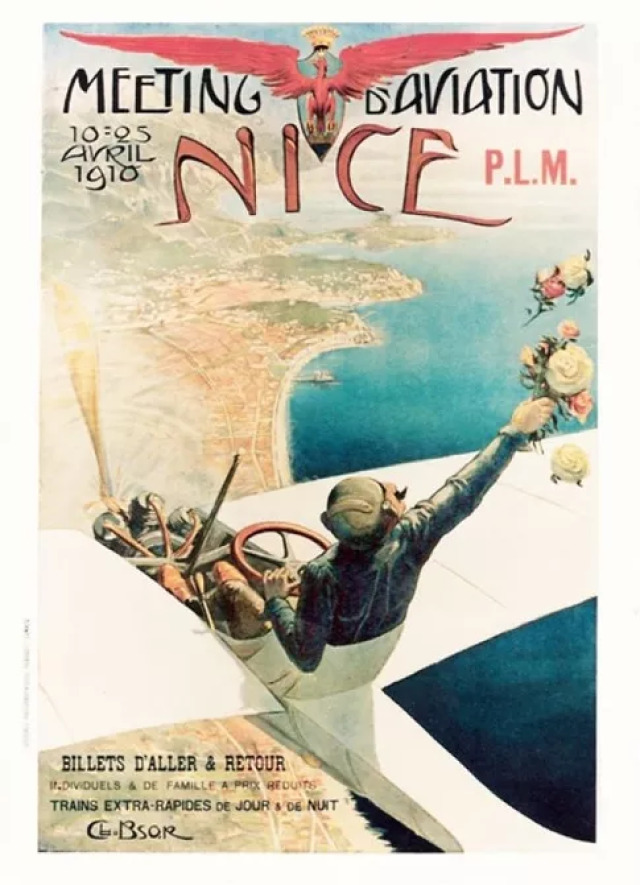 MEETING D'AVIATION
10=25
AVRIL
1910
NICE
P.L.M.
BILLETS D'ALLER & RETOUR
INDIVIDUELS & DE FAMILLE A PRIX REDUITS
TRAINS EXTRA-RAPIDES DE JOUR & DE NUIT
CH.BSOR